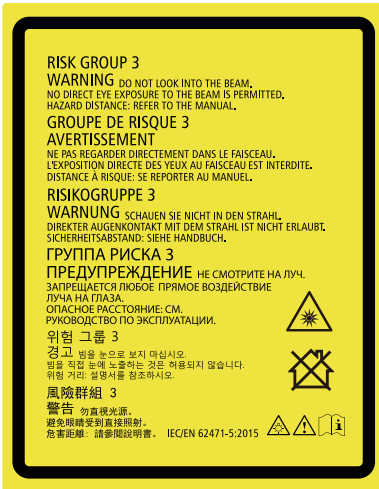 RISK GROUP 3
WARNING DO NOT LOOK INTO THE BEAM.
NO DIRECT EYE EXPOSURE TO THE BEAM IS PERMITTED.
HAZARD DISTANCE: REFER TO THE MANUAL.
GROUPE DE RISQUE 3
AVERTISSEMENT
NE PAS REGARDER DIRECTEMENT DANS LE FAISCEAU.
L'EXPOSITION DIRECTE DES YEUX AU FAISCEAU EST INTERDITE.
DISTANCE À RISQUE: SE REPORTER AU MANUEL.
RISIKOGRUPPE 3
WARNUNG SCHAUEN SIE NICHT IN DEN STRAHL.
DIREKTER AUGENKONTAKT MIT DEM STRAHL IST NICHT ERLAUBT.
SICHERHEITSABSTAND: SIEHE HANDBUCH.
ГРУППА РИСКА 3
ПРЕДУПРЕЖДЕНИЕ НЕ СМОТРИТЕ НА ЛУЧ.
ЗАПРЕЩАЕТСЯ ЛЮБОЕ ПРЯМОЕ ВОЗДЕЙСТВИЕ
ЛУЧА НА ГЛАЗА.
ОПАСНОЕ РАССТОЯНИЕ: СМ.
РУКОВОДСТВО ПО ЭКСПЛУАТАЦИИ.
위험 그룹 3
경고 빔을 눈으로 보지 마십시오.
빔을 직접 눈에 노출하는 것은 허용되지 않습니다.
위험 거리: 설명서를 참조하십시오.
風險群組 3
警告 勿直視光源。
避免眼睛受到直接照射。
危害距離: 請參閱說明書。 IEC/EN 62471-5:2015